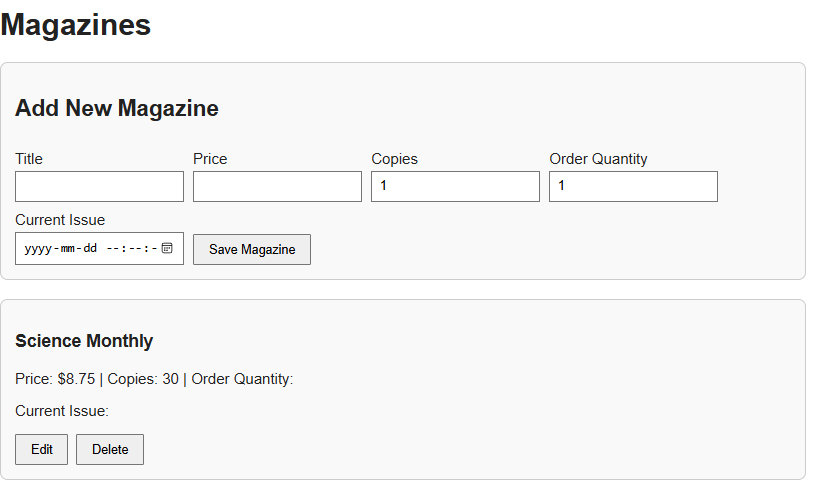 Magazines
Add New Magazine
Title Price Copies Order Quantity
1 1
Current Issue
yyyy-mm-dd --:--:-- Save Magazine
Science Monthly
Price: $8.75 | Copies: 30 | Order Quantity:
Current Issue:
Edit Delete